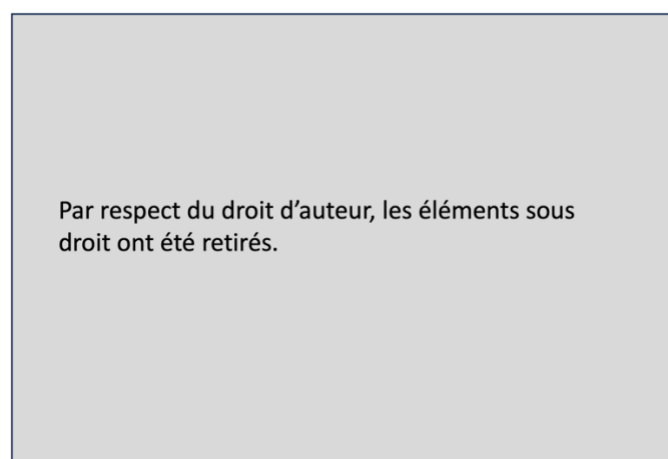 Par respect du droit d’auteur, les éléments sous
droit ont été retirés.